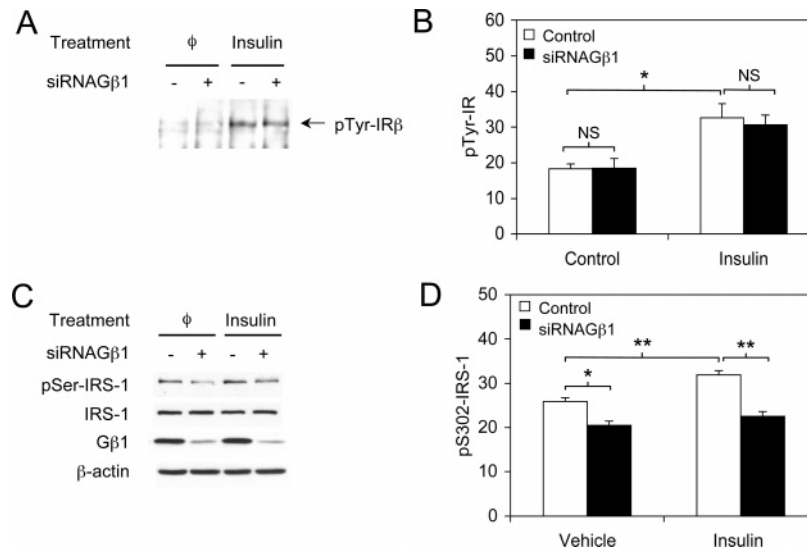 A
Treatment ϕ Insulin
siRNAGβ1 - + - +
pTyr-IRβ
B
pTyr-IR
60
50
40
30
20
10
0
Control
siRNAGβ1
*
NS
NS
Control Insulin
C
Treatment ϕ Insulin
siRNAGβ1 - + - +
pSer-IRS-1
IRS-1
Gβ1
β-actin
D
pS302-IRS-1
50
40
30
20
10
0
Control
siRNAGβ1
**
**
*
Vehicle Insulin